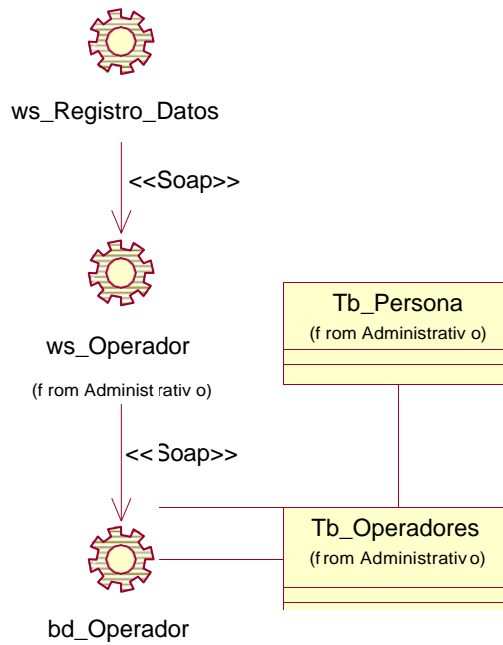 ws_Registro_Datos
<<Soap>>
ws_Operador
(f rom Administrativ o)
Tb_Persona
(f rom Administrativ o)
<<Soap>>
Tb_Operadores
(f rom Administrativ o)
bd_Operador